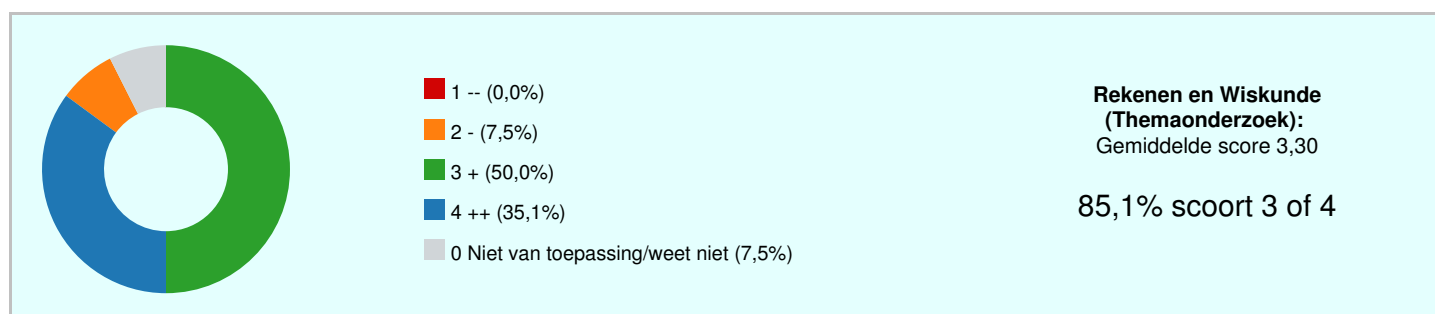 1 -- (0,0%)
2 - (7,5%)
3 + (50,0%)
4 ++ (35,1%)
0 Niet van toepassing/weet niet (7,5%)
Rekenen en Wiskunde
(Themaonderzoek):
Gemiddelde score 3,30
85,1% scoort 3 of 4